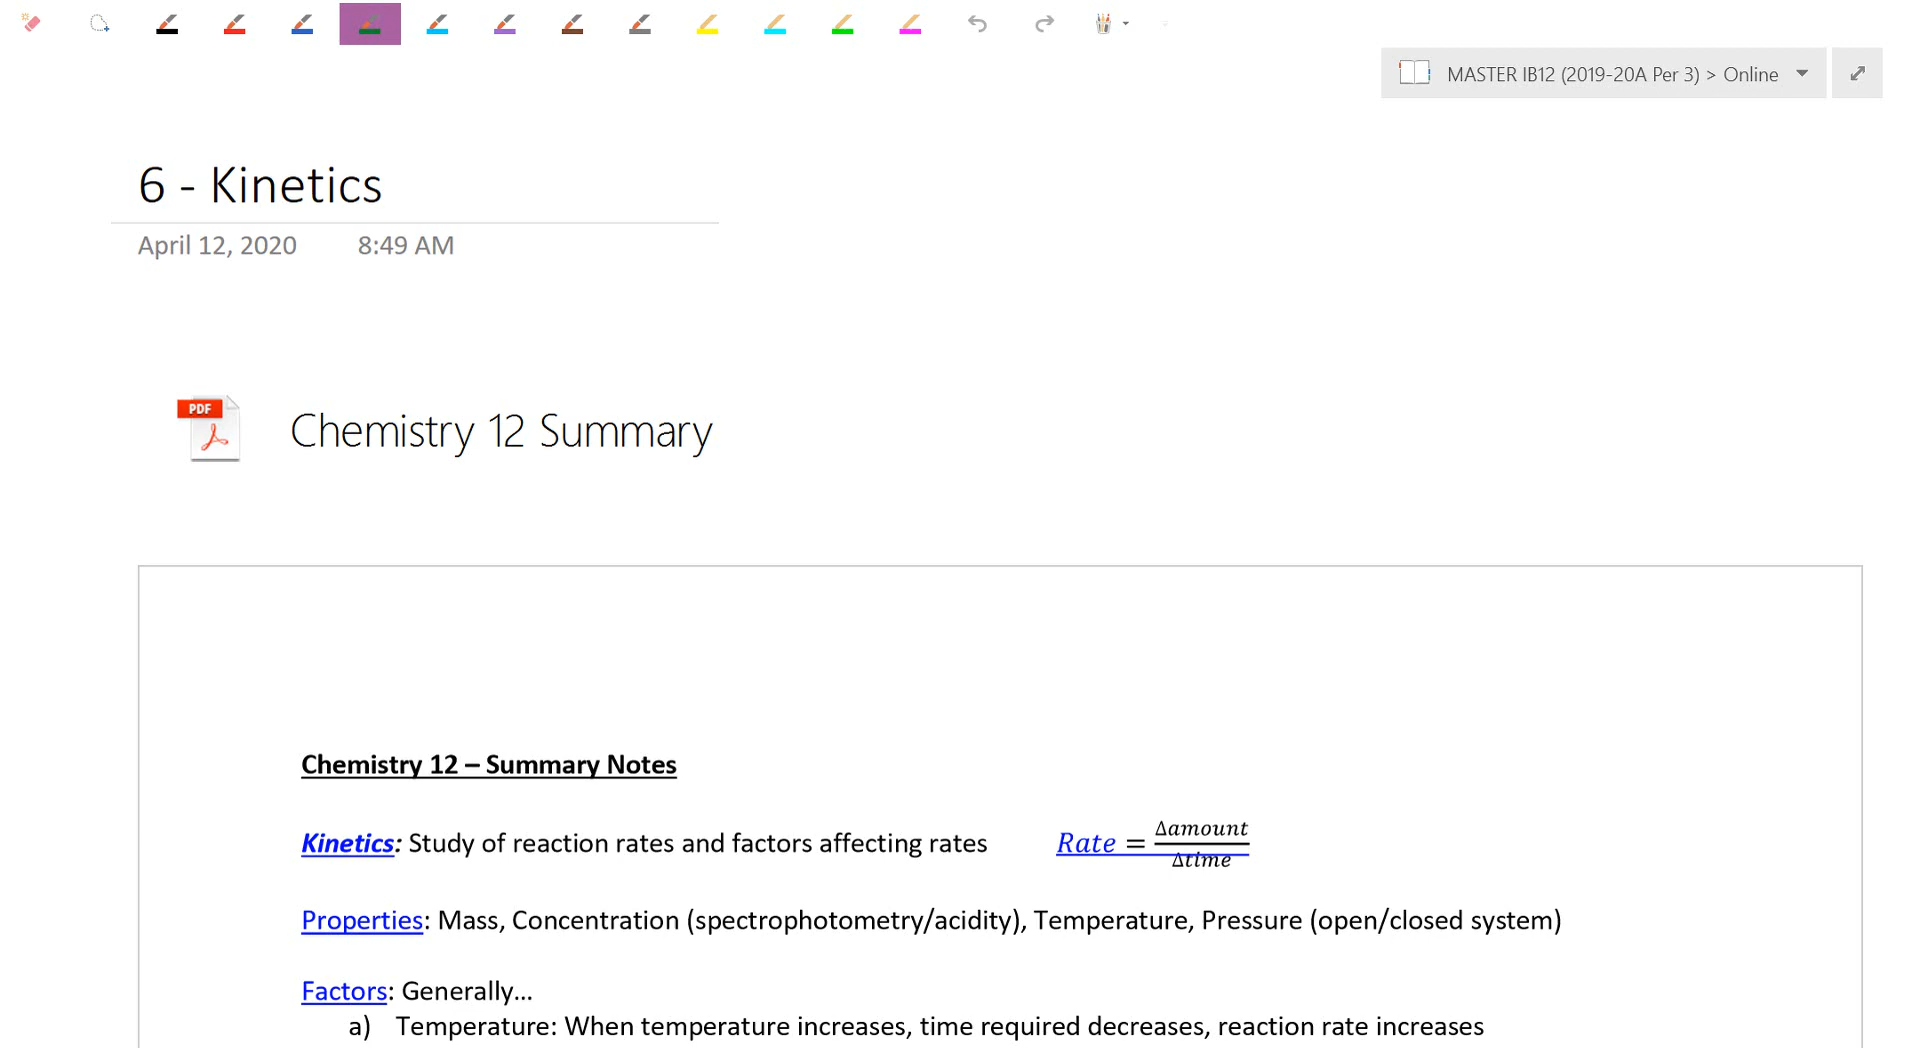 MASTER IB12 (2019-20A Per 3) > Online
6 - Kinetics
April 12, 2020 8:49 AM
PDF
Chemistry 12 Summary
Chemistry 12 – Summary Notes
Kinetics: Study of reaction rates and factors affecting rates Rate = Δamount / Δtime
Properties: Mass, Concentration (spectrophotometry/acidity), Temperature, Pressure (open/closed system)
Factors: Generally...
a) Temperature: When temperature increases, time required decreases, reaction rate increases